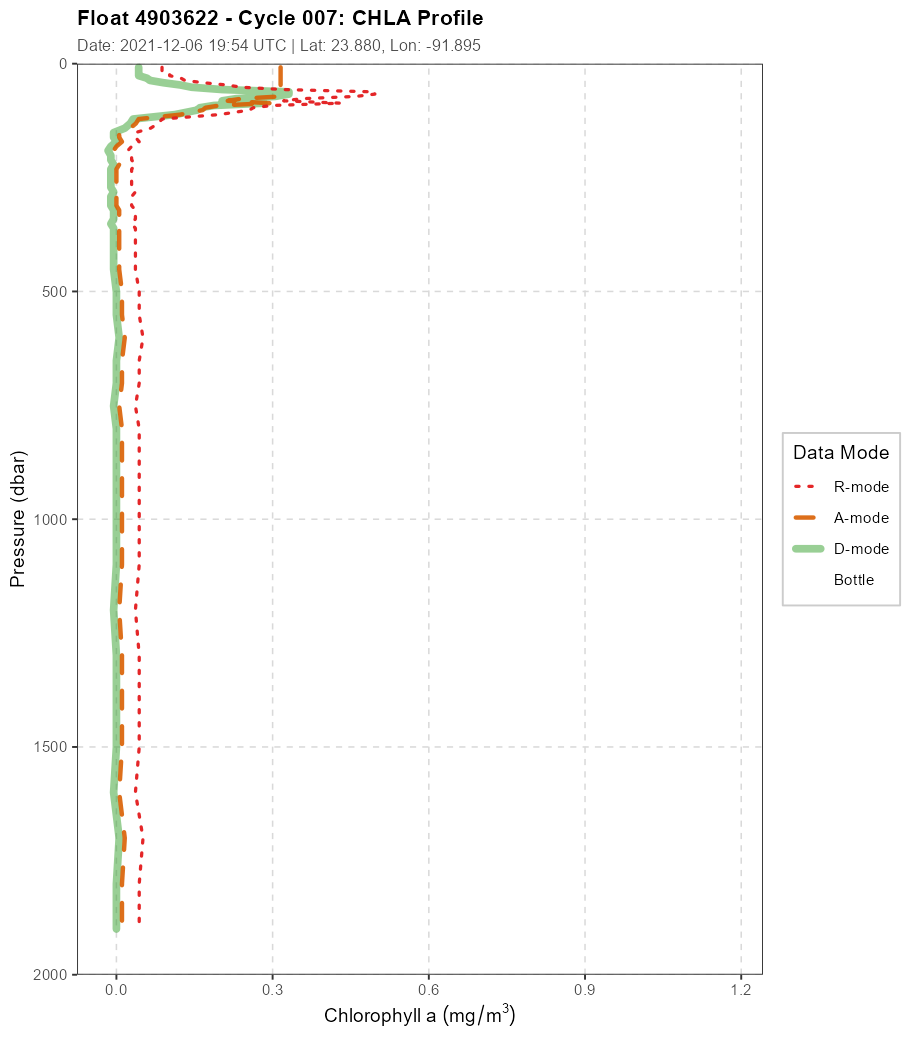 Float 4903622 - Cycle 007: CHLA Profile
Date: 2021-12-06 19:54 UTC | Lat: 23.880, Lon: -91.895
0
500
1000
1500
2000
Pressure (dbar)
0.0 0.3 0.6 0.9 1.2
Chlorophyll a (mg/m³)
Data Mode
R-mode
A-mode
D-mode
Bottle